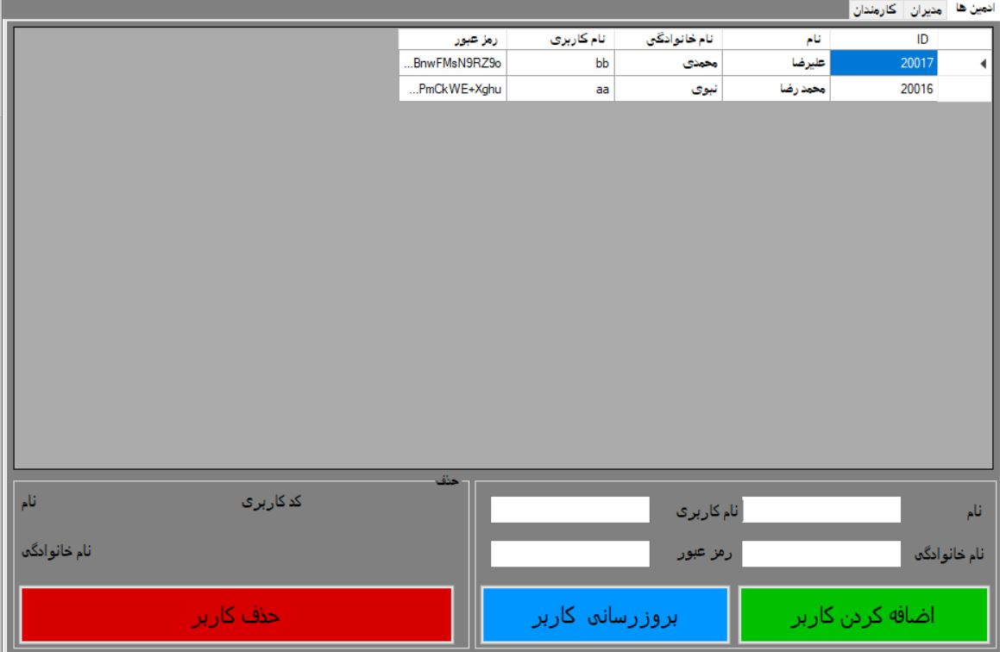 ادمین ها مدیران کارمندان
ID نام نام خانوادگی نام کاربری رمز عبور
20017 علیرضا محمدی bb BnwFMsN9RZ9o...
20016 محمد رضا نبوی aa PmCkWE+Xghu...
نام نام کاربری
نام خانوادگی رمز عبور
اضافه کردن کاربر بروزرسانی کاربر
حذف
کد کاربری نام
نام خانوادگی
حذف کاربر